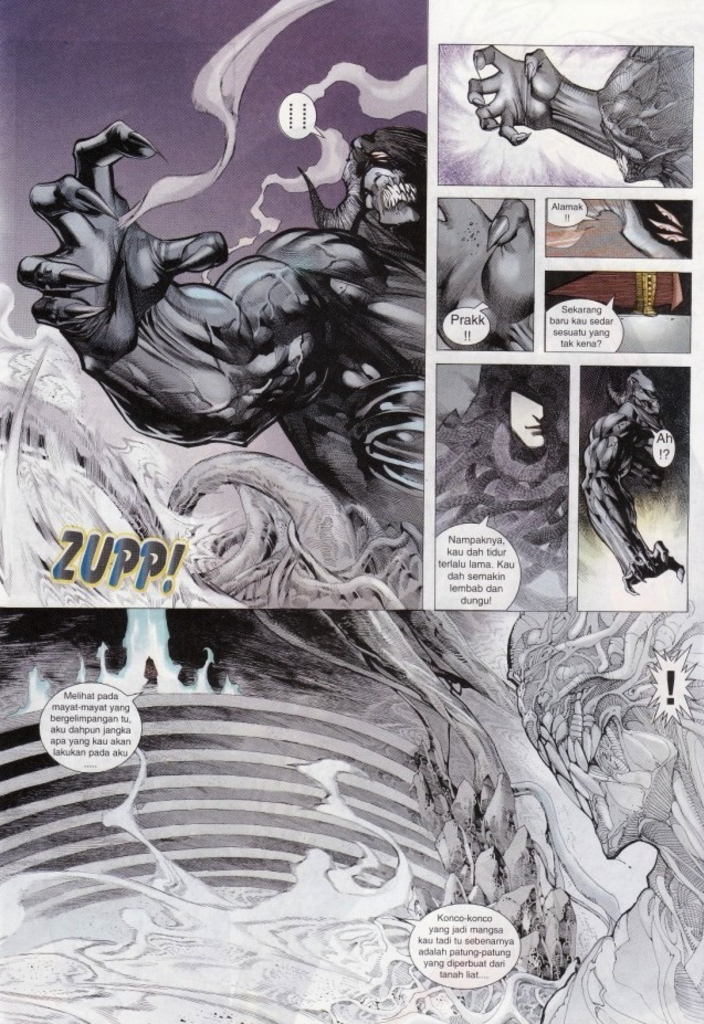 !!
ZUPP!
Prakk
!!
Alamak
!!
Sekarang
baru kau sedar
sesuatu yang
tak kena?
Nampaknya,
kau dah tidur
terlalu lama. Kau
dah semakin
lembab dan
dungu!
Ah
!?
Melihat pada
mayat-mayat yang
bergelimpangan tu,
aku dahpun jangka
apa yang kau akan
lakukan pada aku
.....
!
Konco-konco
yang jadi mangsa
kau tadi tu sebenarnya
adalah patung-patung
yang diperbuat dari
tanah liat....